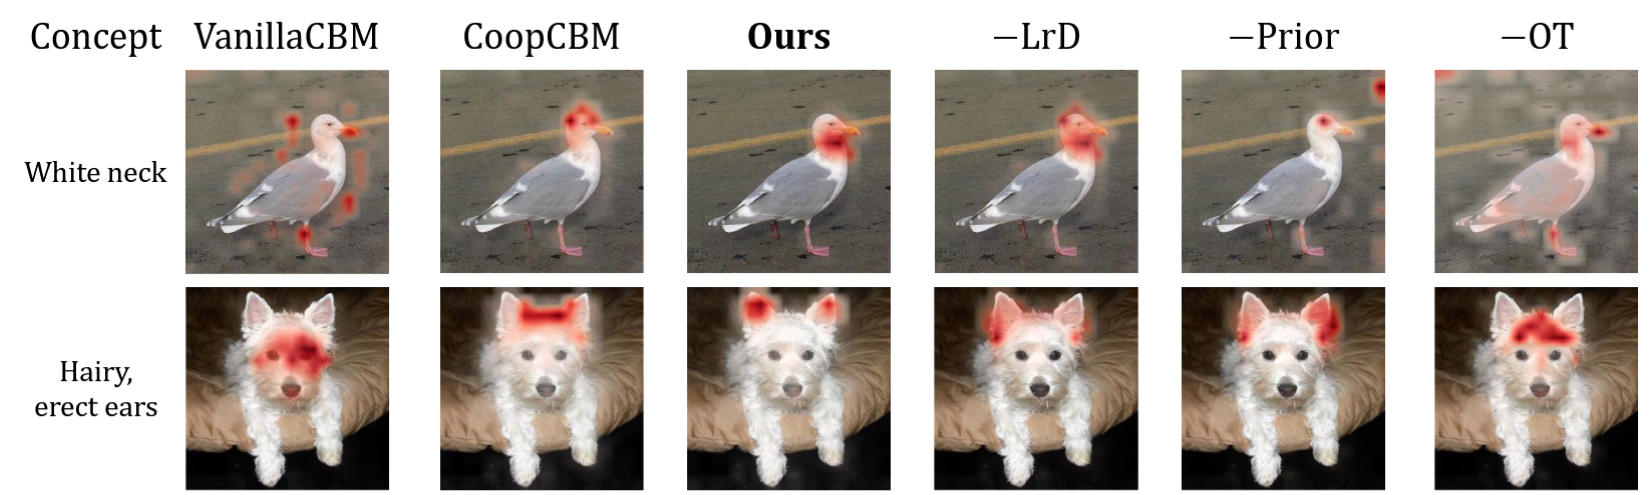 Concept VanillaCBM CoopCBM Ours −LrD −Prior −OT
White neck
Hairy,
erect ears